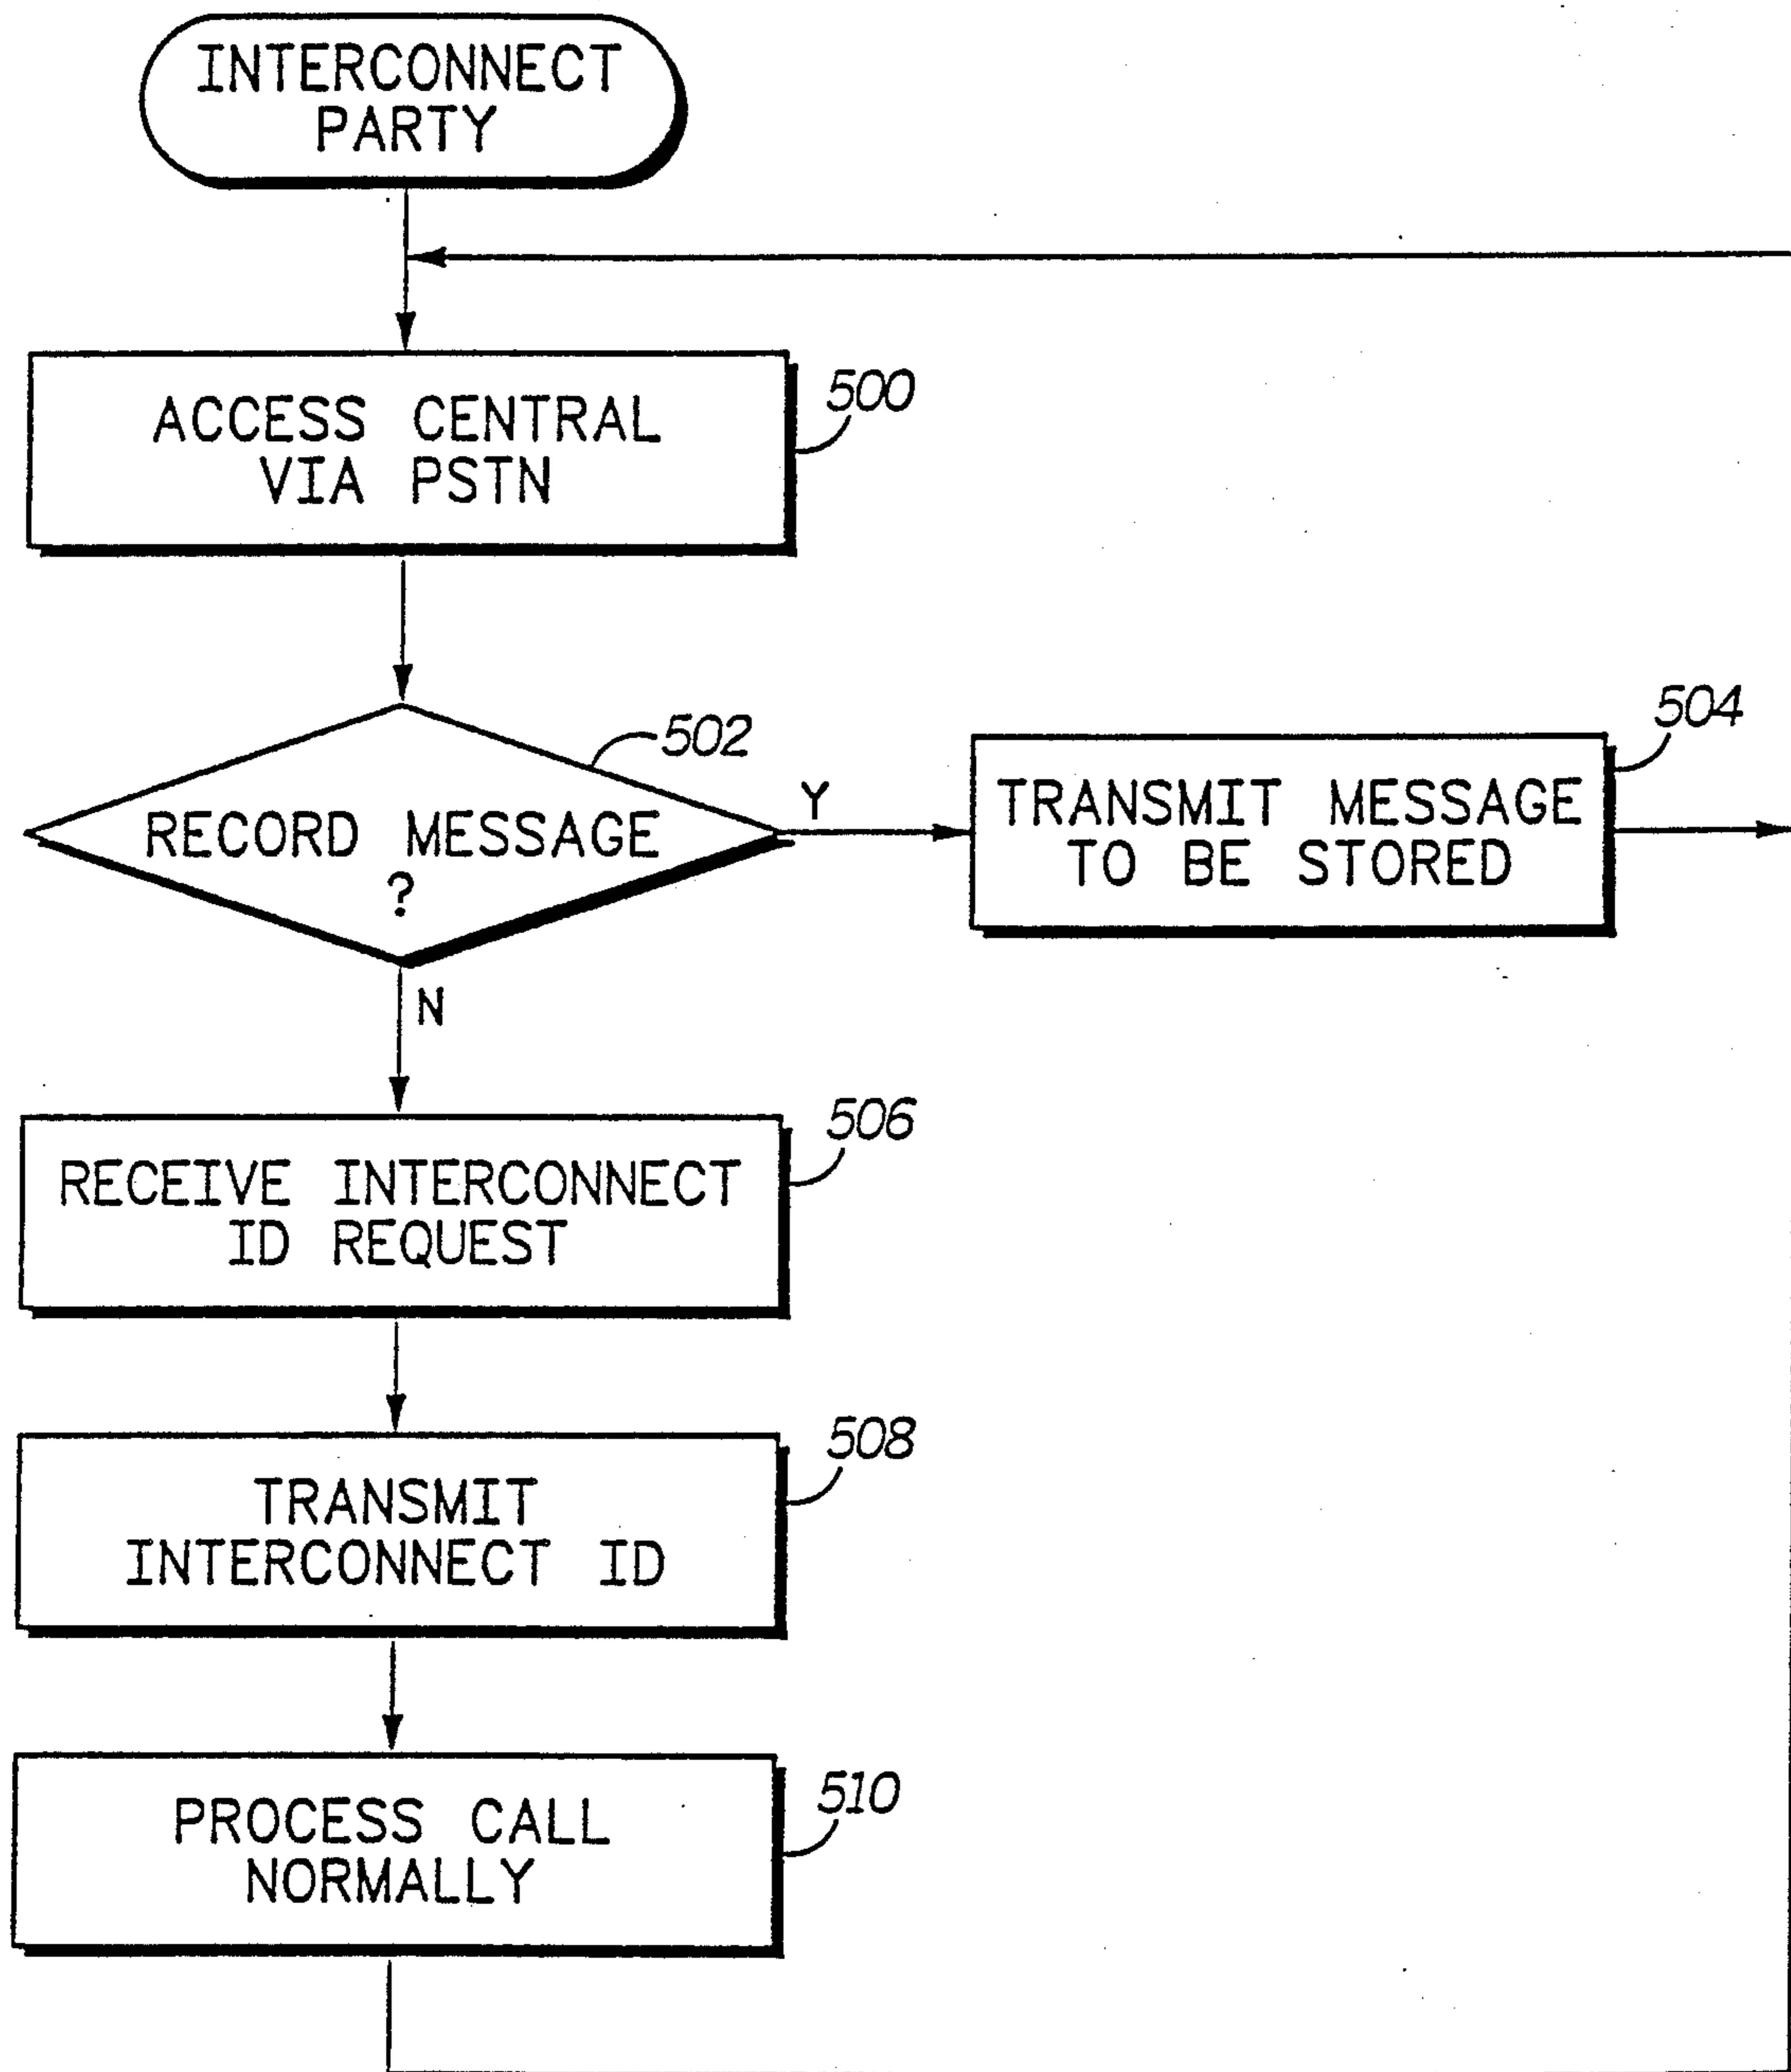 INTERCONNECT
PARTY
ACCESS CENTRAL
VIA PSTN
500
RECORD MESSAGE
?
502
Y
TRANSMIT MESSAGE
TO BE STORED
504
N
RECEIVE INTERCONNECT
ID REQUEST
506
TRANSMIT
INTERCONNECT ID
508
PROCESS CALL
NORMALLY
510